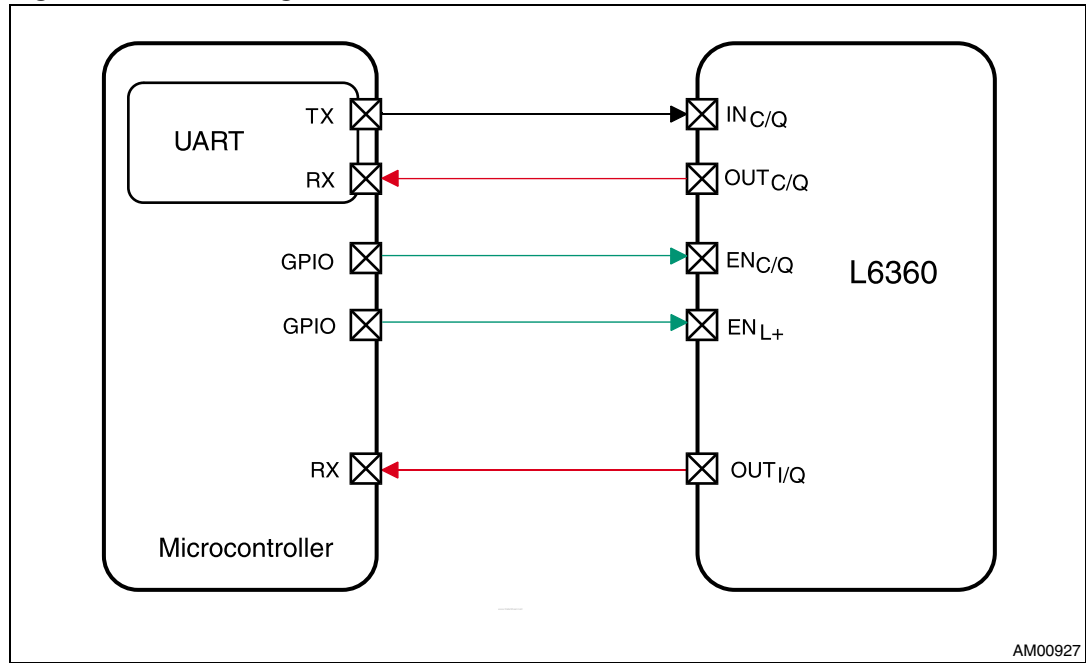 TX
IN C/Q
UART
RX
OUT C/Q
GPIO
EN C/Q
L6360
GPIO
EN L+
RX
OUT I/Q
Microcontroller
AM00927